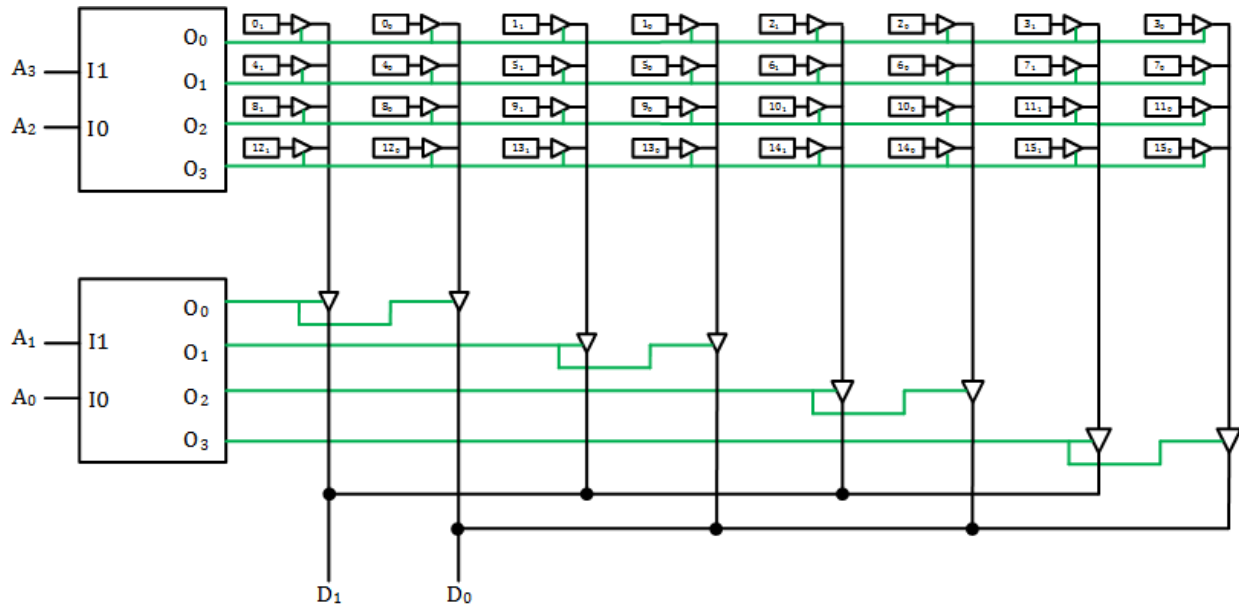 O₀ 0₁ 0₀ 1₁ 1₀ 2₁ 2₀ 3₁ 3₀
A₃ I1 O₁ 4₁ 4₀ 5₁ 5₀ 6₁ 6₀ 7₁ 7₀
A₂ I0 O₂ 8₁ 8₀ 9₁ 9₀ 10₁ 10₀ 11₁ 11₀
O₃ 12₁ 12₀ 13₁ 13₀ 14₁ 14₀ 15₁ 15₀
O₀
A₁ I1 O₁
A₀ I0 O₂
O₃
D₁ D₀